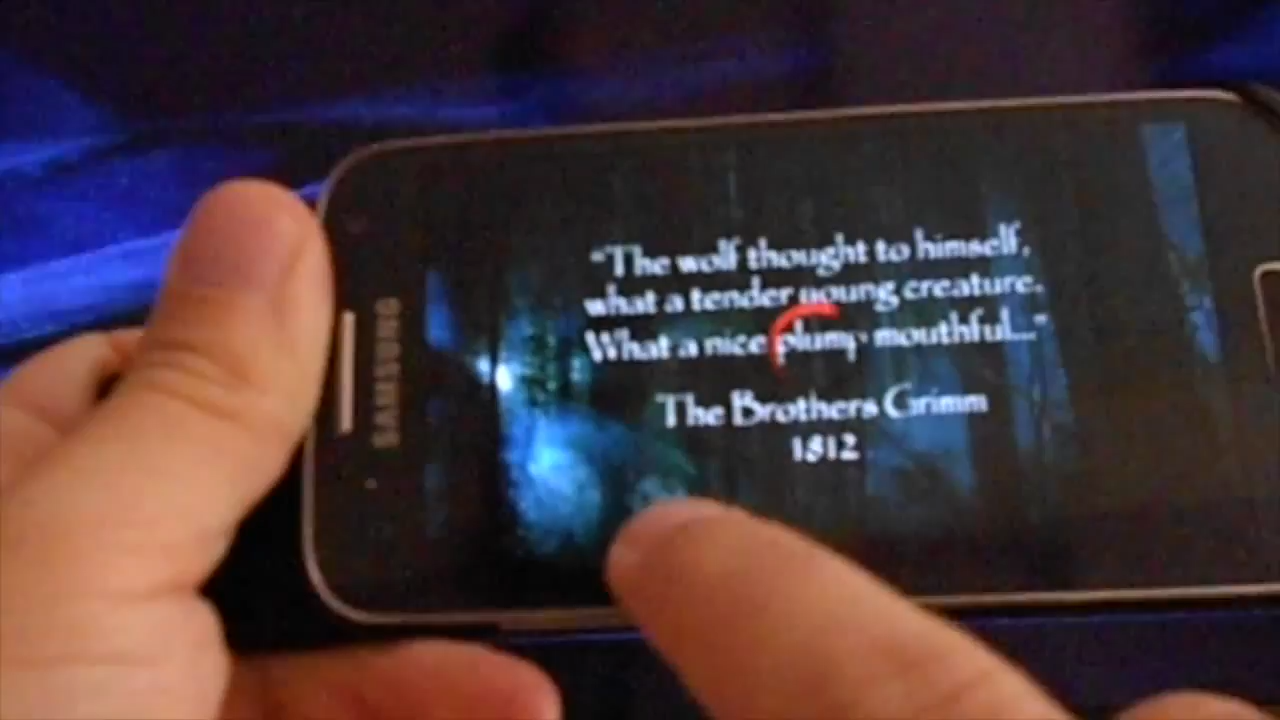 SAMSUNG
“The wolf thought to himself,
what a tender young creature.
What a nice plump mouthful...”
The Brothers Grimm
1812